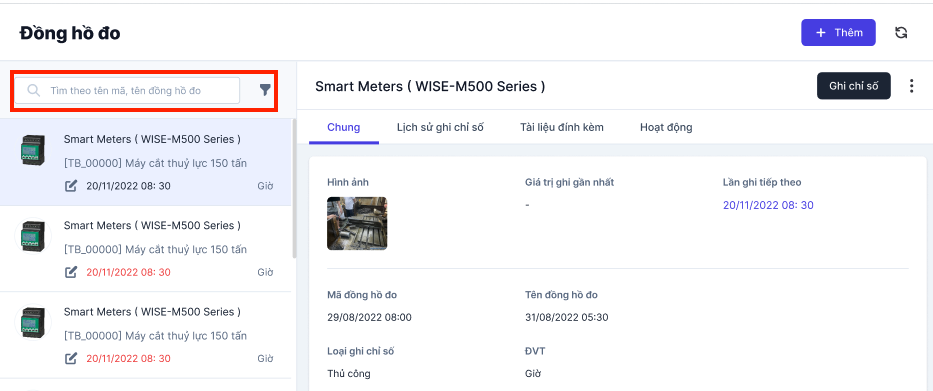 Đồng hồ đo
+ Thêm
Tìm theo tên mã, tên đồng hồ đo
Smart Meters ( WISE-M500 Series )
[TB_00000] Máy cắt thuỷ lực 150 tấn
20/11/2022 08: 30 Giờ
Smart Meters ( WISE-M500 Series )
[TB_00000] Máy cắt thuỷ lực 150 tấn
20/11/2022 08: 30 Giờ
Smart Meters ( WISE-M500 Series )
[TB_00000] Máy cắt thuỷ lực 150 tấn
20/11/2022 08: 30 Giờ
Smart Meters ( WISE-M500 Series )
Ghi chỉ số
Chung Lịch sử ghi chỉ số Tài liệu đính kèm Hoạt động
Hình ảnh Giá trị ghi gần nhất Lần ghi tiếp theo
- 20/11/2022 08: 30
Mã đồng hồ đo Tên đồng hồ đo
29/08/2022 08:00 31/08/2022 05:30
Loại ghi chỉ số ĐVT
Thủ công Giờ